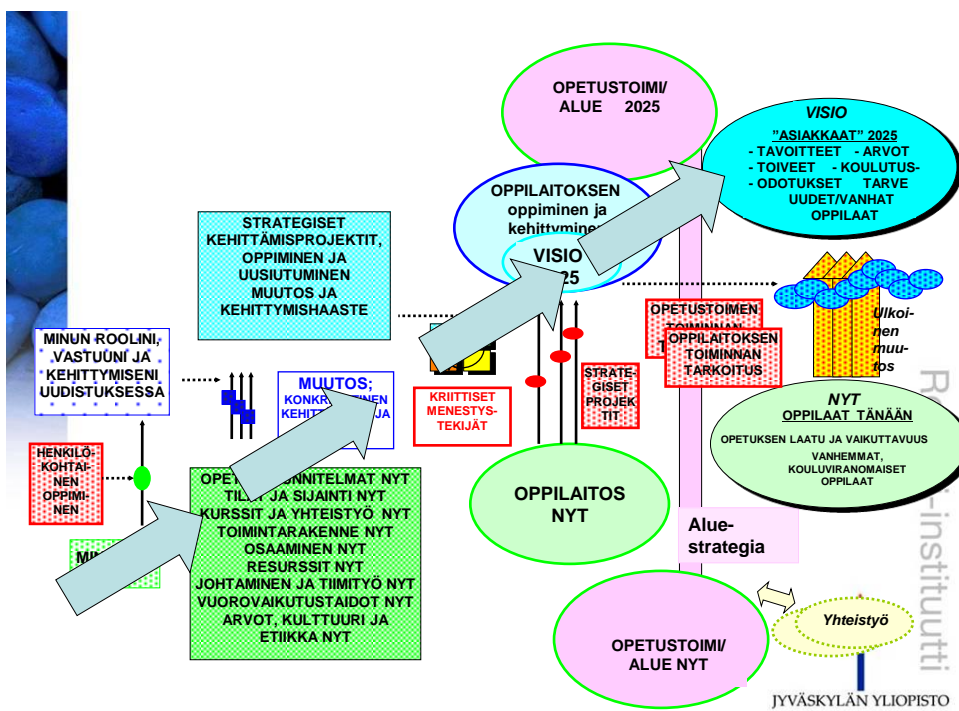 OPETUSTOIMI/
ALUE 2025
VISIO
"ASIAKKAAT" 2025
- TAVOITTEET - ARVOT
- TOIVEET - KOULUTUS-
- ODOTUKSET TARVE
UUDET/VANHAT
OPPILAAT
OPPILAITOKSEN
oppiminen ja
VISIO
STRATEGISET
KEHITTÄMISPROJEKTIT,
OPPIMINEN JA
UUSIUTUMINEN
MUUTOS JA
KEHITTYMISHAASTE
MINUN ROOLINI,
VASTUUNI JA
KEHITTYMISENI
UUDISTUKSESSA
MUUTOS;
JA
KRIITTISET
MENESTYS-
TEKIJÄT
STRATE-
GISET
PROJEK
TIT
OPETUSTOIMEN
OPPILAITOKSEN
TOIMINNAN
TARKOITUS
Ulkoi-
nen
muu-
tos
NYT
OPPILAAT TÄNÄÄN
OPETUKSEN LAATU JA VAIKUTTAVUUS
VANHEMMAT,
KOULUVIRANOMAISET
OPPILAAT
HENKILÖ-
KOHTAI-
NEN
OPPIMI-
NEN
NYT
JA SIJAINTI NYT
KURSSIT JA YHTEISTYÖ NYT
TOIMINTARAKENNE NYT
OSAAMINEN NYT
RESURSSIT NYT
JOHTAMINEN JA TIIMITYÖ NYT
VUOROVAIKUTUSTAIDOT NYT
ARVOT, KULTTUURI JA
ETIIKKA NYT
OPPILAITOS
NYT
Alue-
strategia
OPETUSTOIMI/
ALUE NYT
Yhteistyö
JYVÄSKYLÄN YLIOPISTO